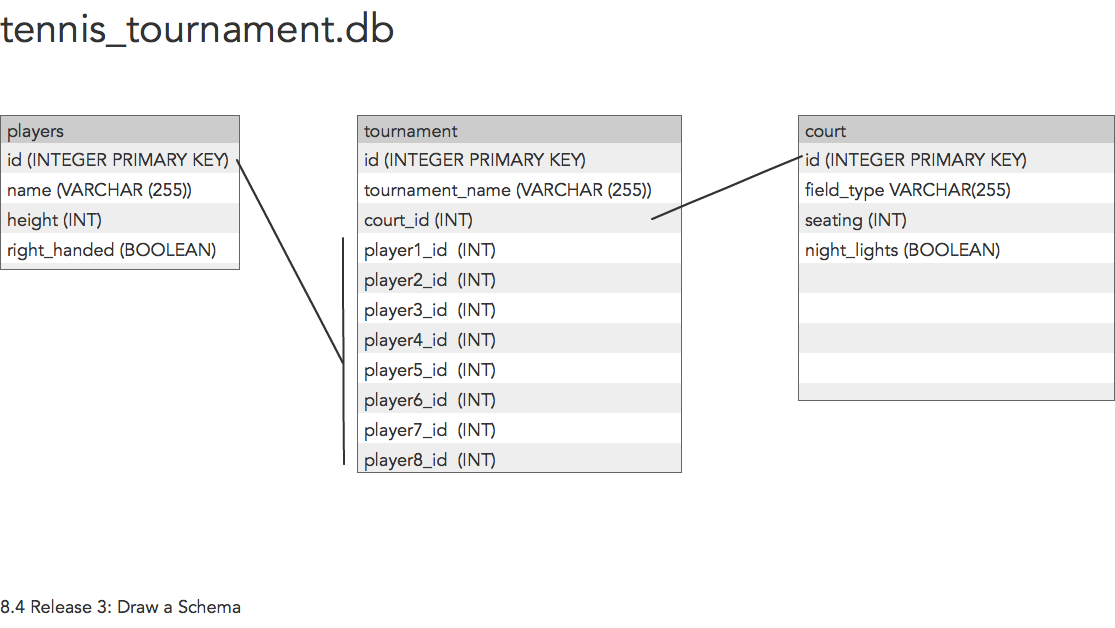 tennis_tournament.db
players
id (INTEGER PRIMARY KEY)
name (VARCHAR (255))
height (INT)
right_handed (BOOLEAN)
tournament
id (INTEGER PRIMARY KEY)
tournament_name (VARCHAR (255))
court_id (INT)
player1_id (INT)
player2_id (INT)
player3_id (INT)
player4_id (INT)
player5_id (INT)
player6_id (INT)
player7_id (INT)
player8_id (INT)
court
id (INTEGER PRIMARY KEY)
field_type VARCHAR(255)
seating (INT)
night_lights (BOOLEAN)
8.4 Release 3: Draw a Schema